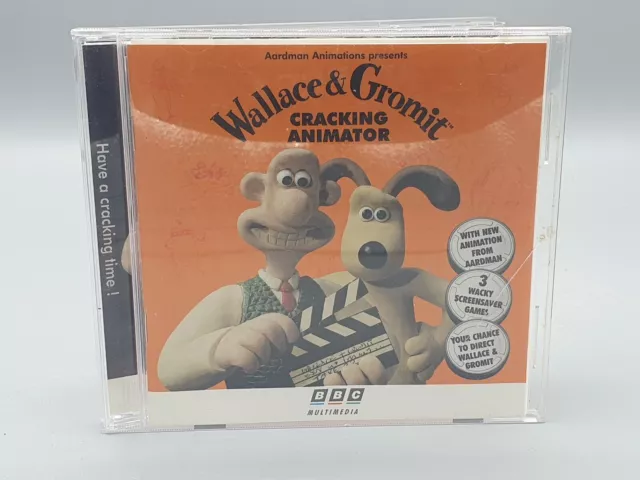 Aardman Animations presents
Wallace & Gromit™
CRACKING
ANIMATOR
Have a cracking time !
WITH NEW
ANIMATION
FROM
AARDMAN
3
WACKY
SCREENSAVER
GAMES
YOUR CHANCE
TO DIRECT
WALLACE &
GROMIT
BBC
MULTIMEDIA